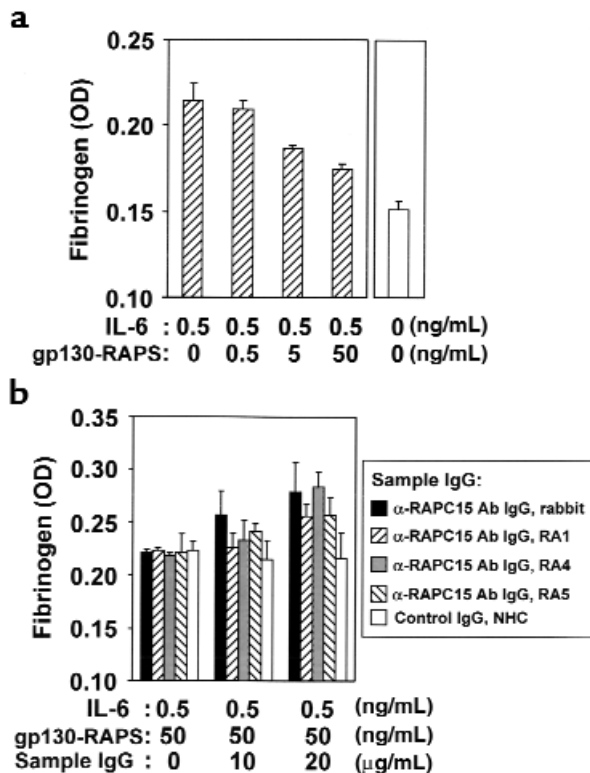 a
Fibrinogen (OD)
0.25
0.20
0.15
0.10
IL-6 : 0.5 0.5 0.5 0.5 0 (ng/mL)
gp130-RAPS: 0 0.5 5 50 0 (ng/mL)
b
Fibrinogen (OD)
0.35
0.30
0.25
0.20
0.15
0.10
Sample IgG:
α-RAPC15 Ab IgG, rabbit
α-RAPC15 Ab IgG, RA1
α-RAPC15 Ab IgG, RA4
α-RAPC15 Ab IgG, RA5
Control IgG, NHC
IL-6 : 0.5 0.5 0.5 (ng/mL)
gp130-RAPS: 50 50 50 (ng/mL)
Sample IgG : 0 10 20 (μg/mL)